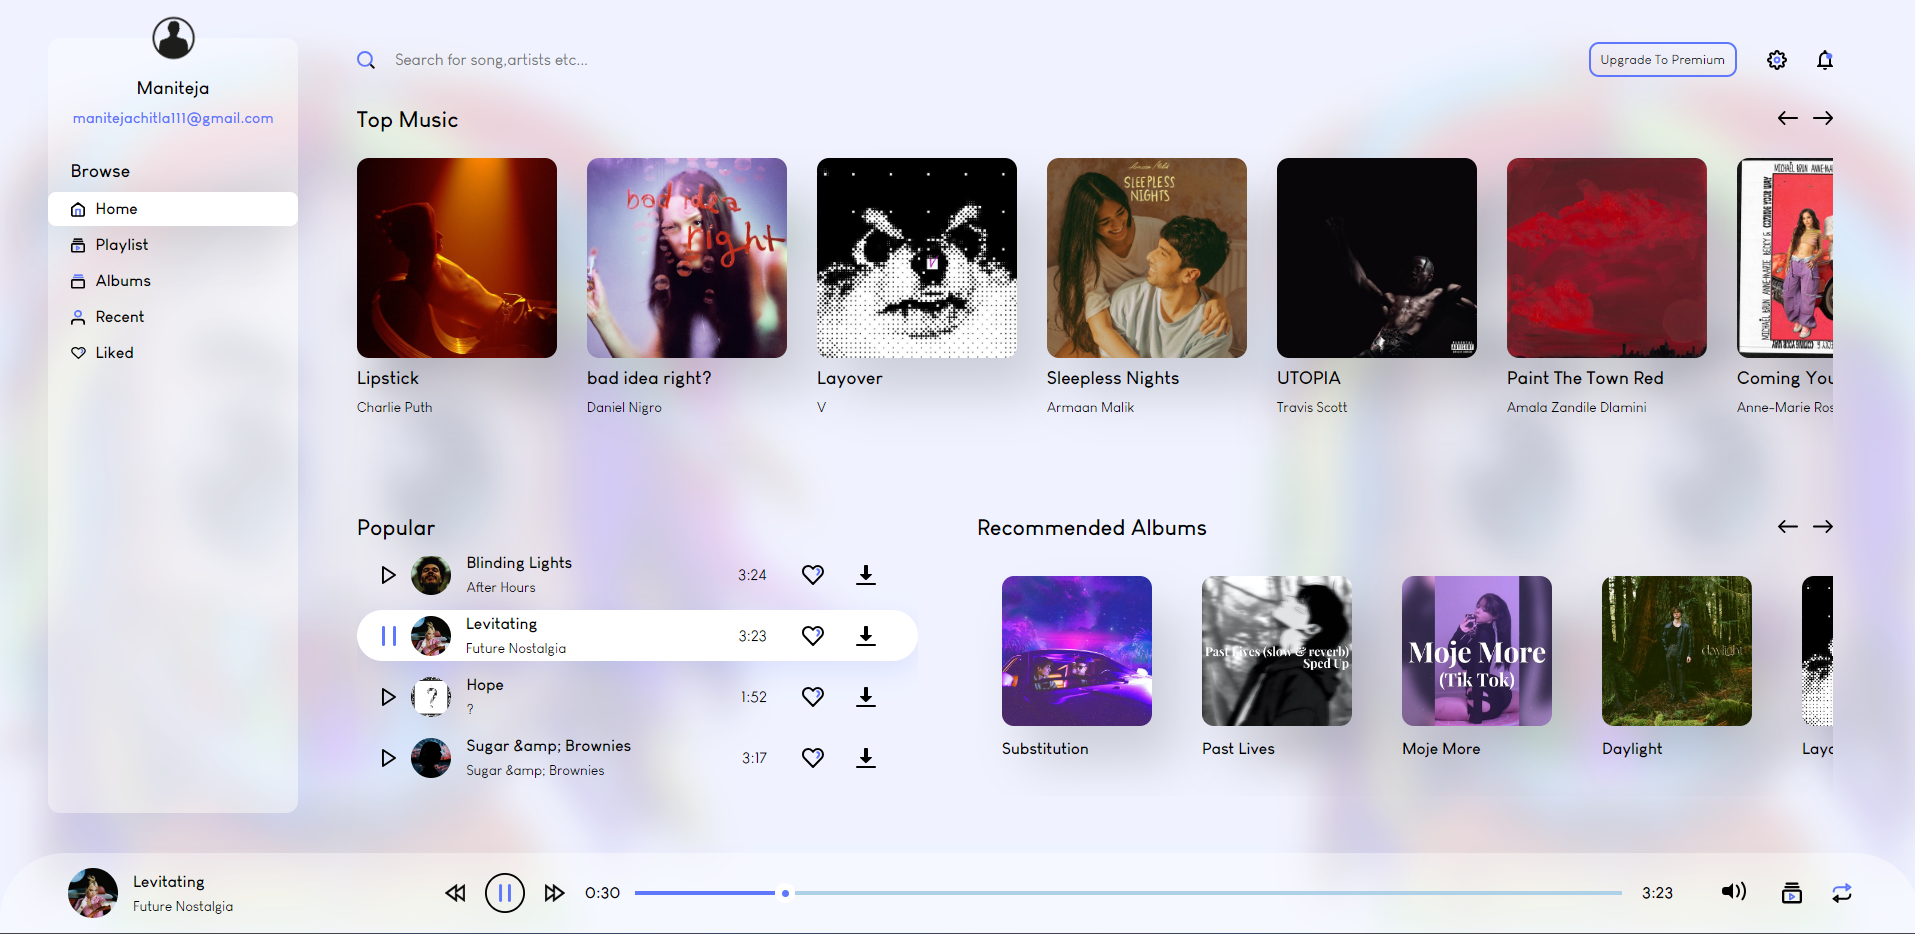 Maniteja
manitejachitla111@gmail.com
Browse
Home
Playlist
Albums
Recent
Liked
Search for song,artists etc...
Upgrade To Premium
Top Music
bad idea
right
SLEEPLESS
NIGHTS
Lipstick
Charlie Puth
bad idea right?
Daniel Nigro
Layover
V
Sleepless Nights
Armaan Malik
UTOPIA
Travis Scott
Paint The Town Red
Amala Zandile Dlamini
Coming You
Anne-Marie Ros
Popular
Blinding Lights
After Hours
3:24
Levitating
Future Nostalgia
3:23
Hope
?
1:52
Sugar &amp; Brownies
Sugar &amp; Brownies
3:17
Recommended Albums
Past Lives (slow & reverb)
Sped Up
Moje More
(Tik Tok)
daylight
Substitution
Past Lives
Moje More
Daylight
Layo
Levitating
Future Nostalgia
0:30
3:23